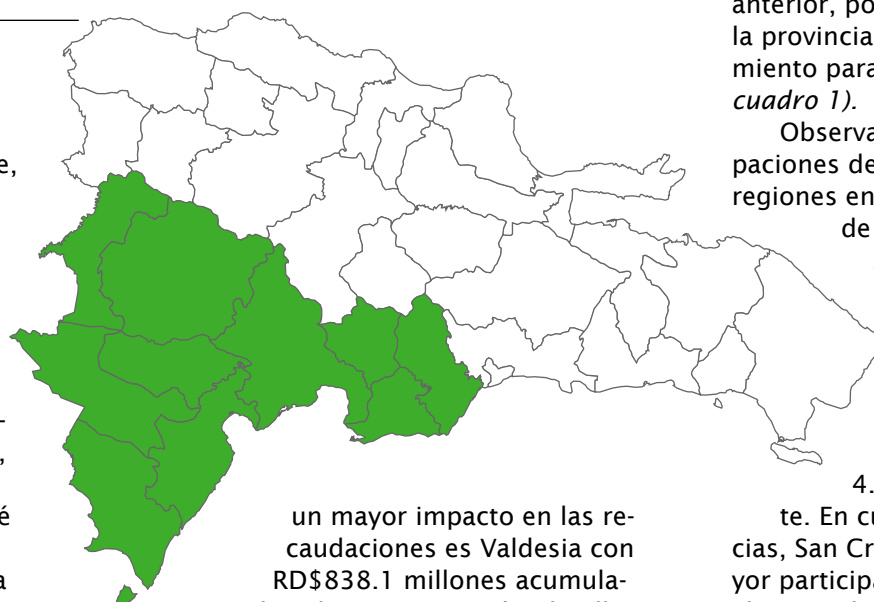 e,
-
,
é
a
un mayor impacto en las re-
caudaciones es Valdesia con
RD$838.1 millones acumula-
anterior, po
la provincia
miento para
cuadro 1).
Observa
paciones de
regiones en
de
4.
te. En cu
cias, San Cr
yor participa